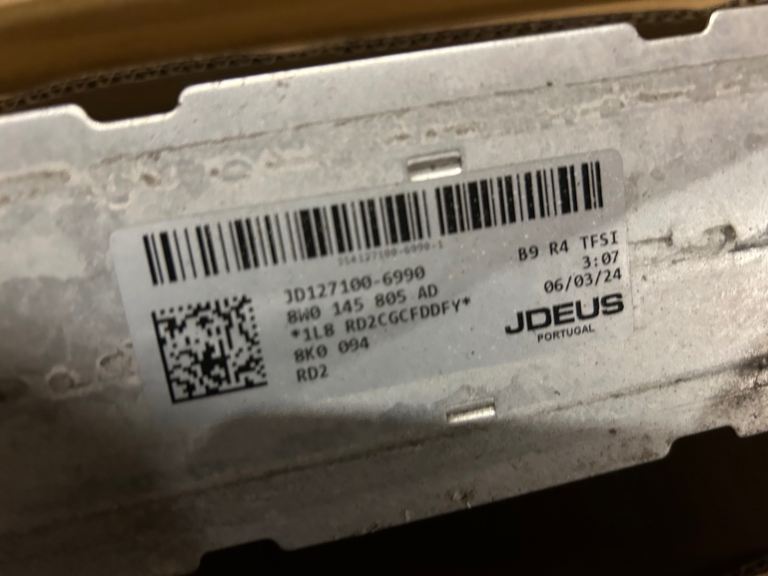 JD127100-6990
8W0 145 805 AD
*1L8 RD2CGCFDDFY*
8K0 094
RD2
B9 R4 TFSI
3:07
06/03/24
JDEUS
PORTUGAL